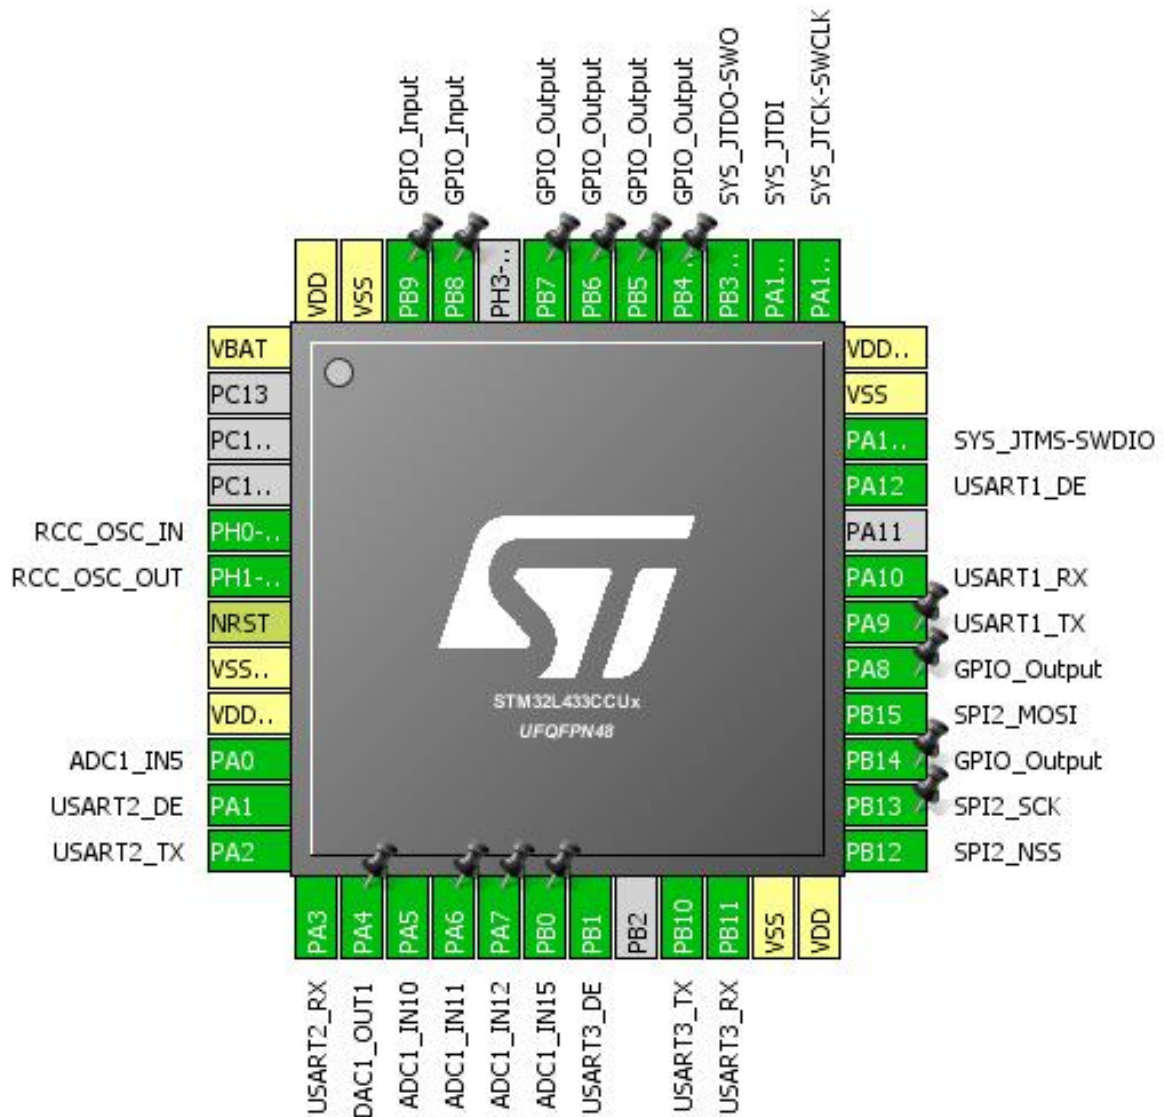 GPIO_Input
GPIO_Input
GPIO_Output
GPIO_Output
GPIO_Output
GPIO_Output
SYS_JTDO-SWO
SYS_JTDI
SYS_JTCK-SWCLK
VDD
VSS
PB9
PB8
PH3-..
PB7
PB6
PB5
PB4..
PB3..
PA1..
PA1..
VBAT
PC13
PC1..
PC1..
RCC_OSC_IN PH0-..
RCC_OSC_OUT PH1-..
NRST
VSS..
VDD..
ADC1_IN5 PA0
USART2_DE PA1
USART2_TX PA2
STM32L433CCUx
UFQFPN48
VDD..
VSS
PA1.. SYS_JTMS-SWDIO
PA12 USART1_DE
PA11
PA10 USART1_RX
PA9 USART1_TX
PA8 GPIO_Output
PB15 SPI2_MOSI
PB14 GPIO_Output
PB13 SPI2_SCK
PB12 SPI2_NSS
PA3
PA4
PA5
PA6
PA7
PB0
PB1
PB2
PB10
PB11
VSS
VDD
USART2_RX
DAC1_OUT1
ADC1_IN10
ADC1_IN11
ADC1_IN12
ADC1_IN15
USART3_DE
USART3_TX
USART3_RX